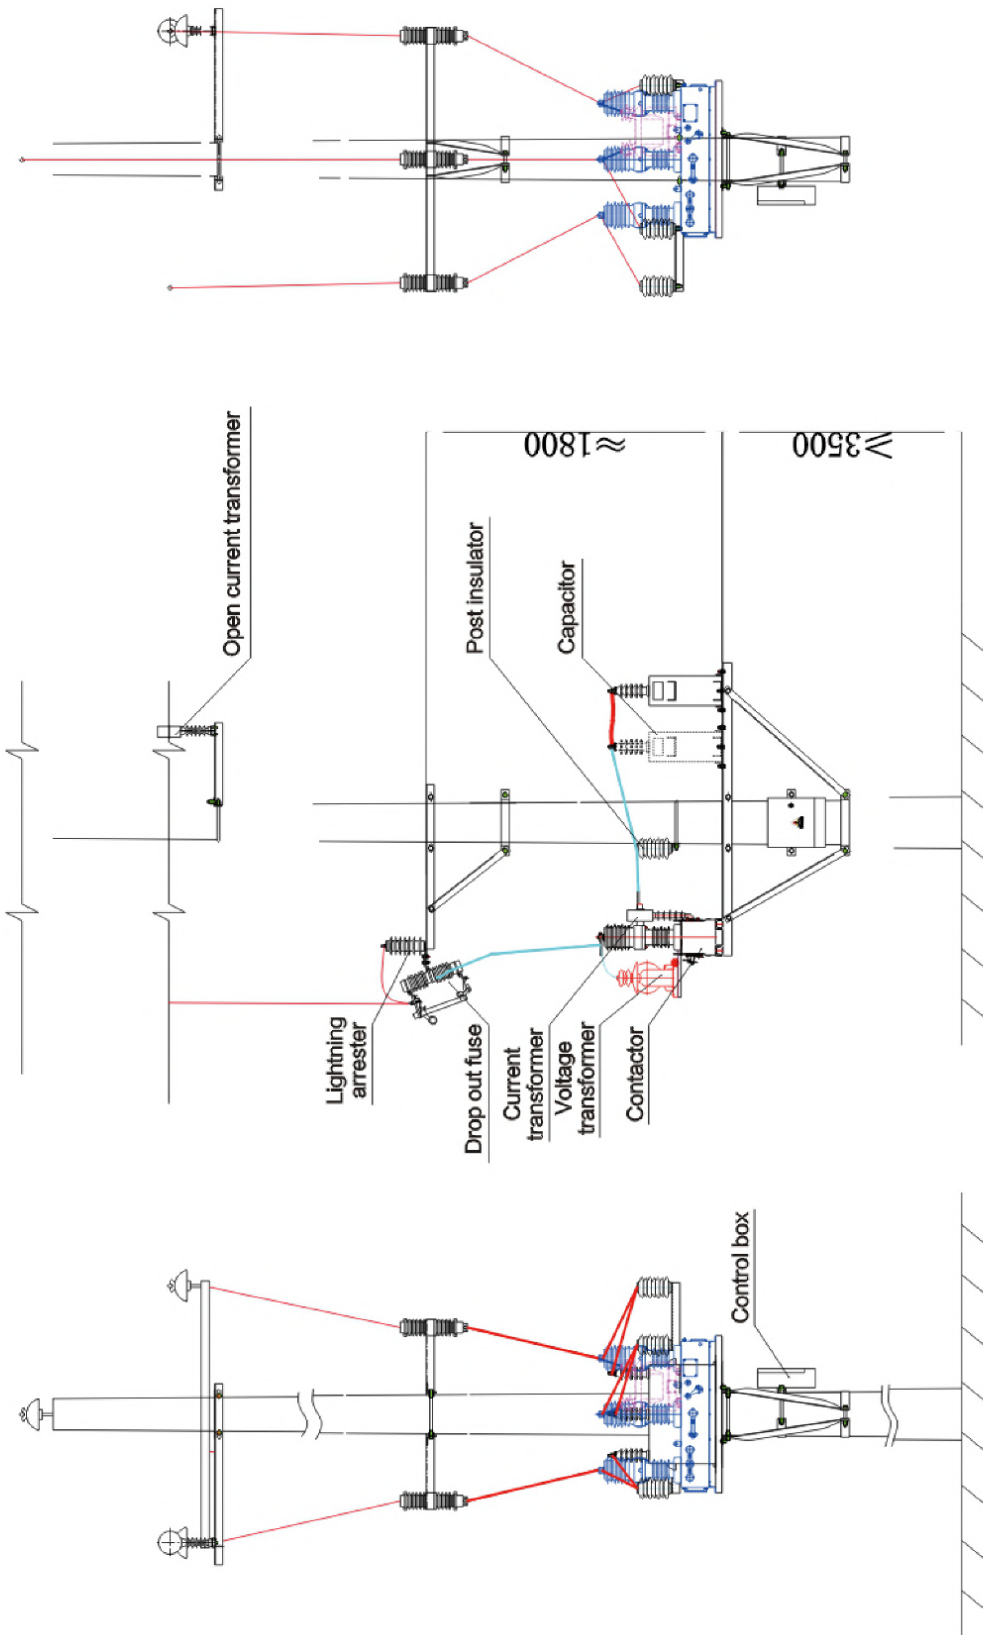 Open current transformer
≈1800
≥3500
Post insulator
Capacitor
Lightning
arrester
Drop out fuse
Current
transformer
Voltage
transformer
Contactor
Control box